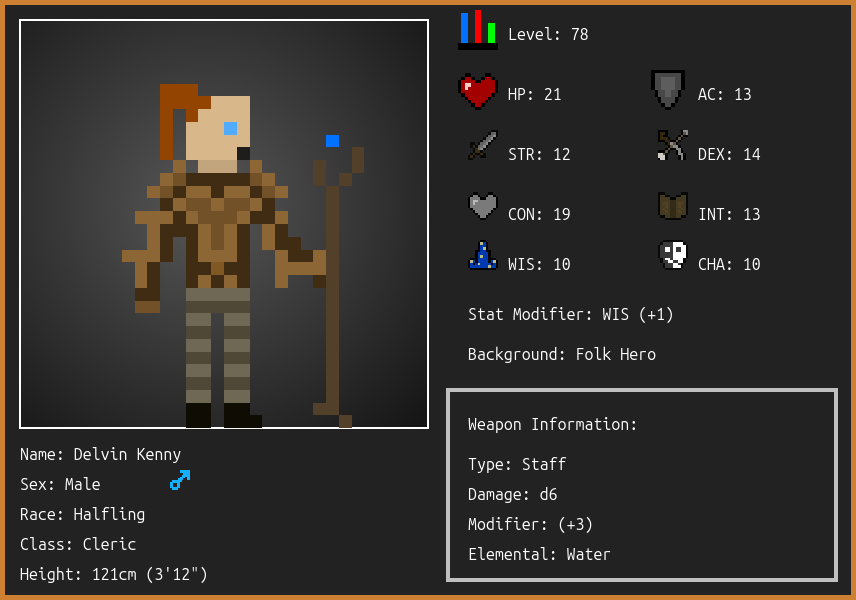 Level: 78
HP: 21
AC: 13
STR: 12
DEX: 14
CON: 19
INT: 13
WIS: 10
CHA: 10
Stat Modifier: WIS (+1)
Background: Folk Hero
Weapon Information:
Type: Staff
Damage: d6
Modifier: (+3)
Elemental: Water
Name: Delvin Kenny
Sex: Male
Race: Halfling
Class: Cleric
Height: 121cm (3'12")